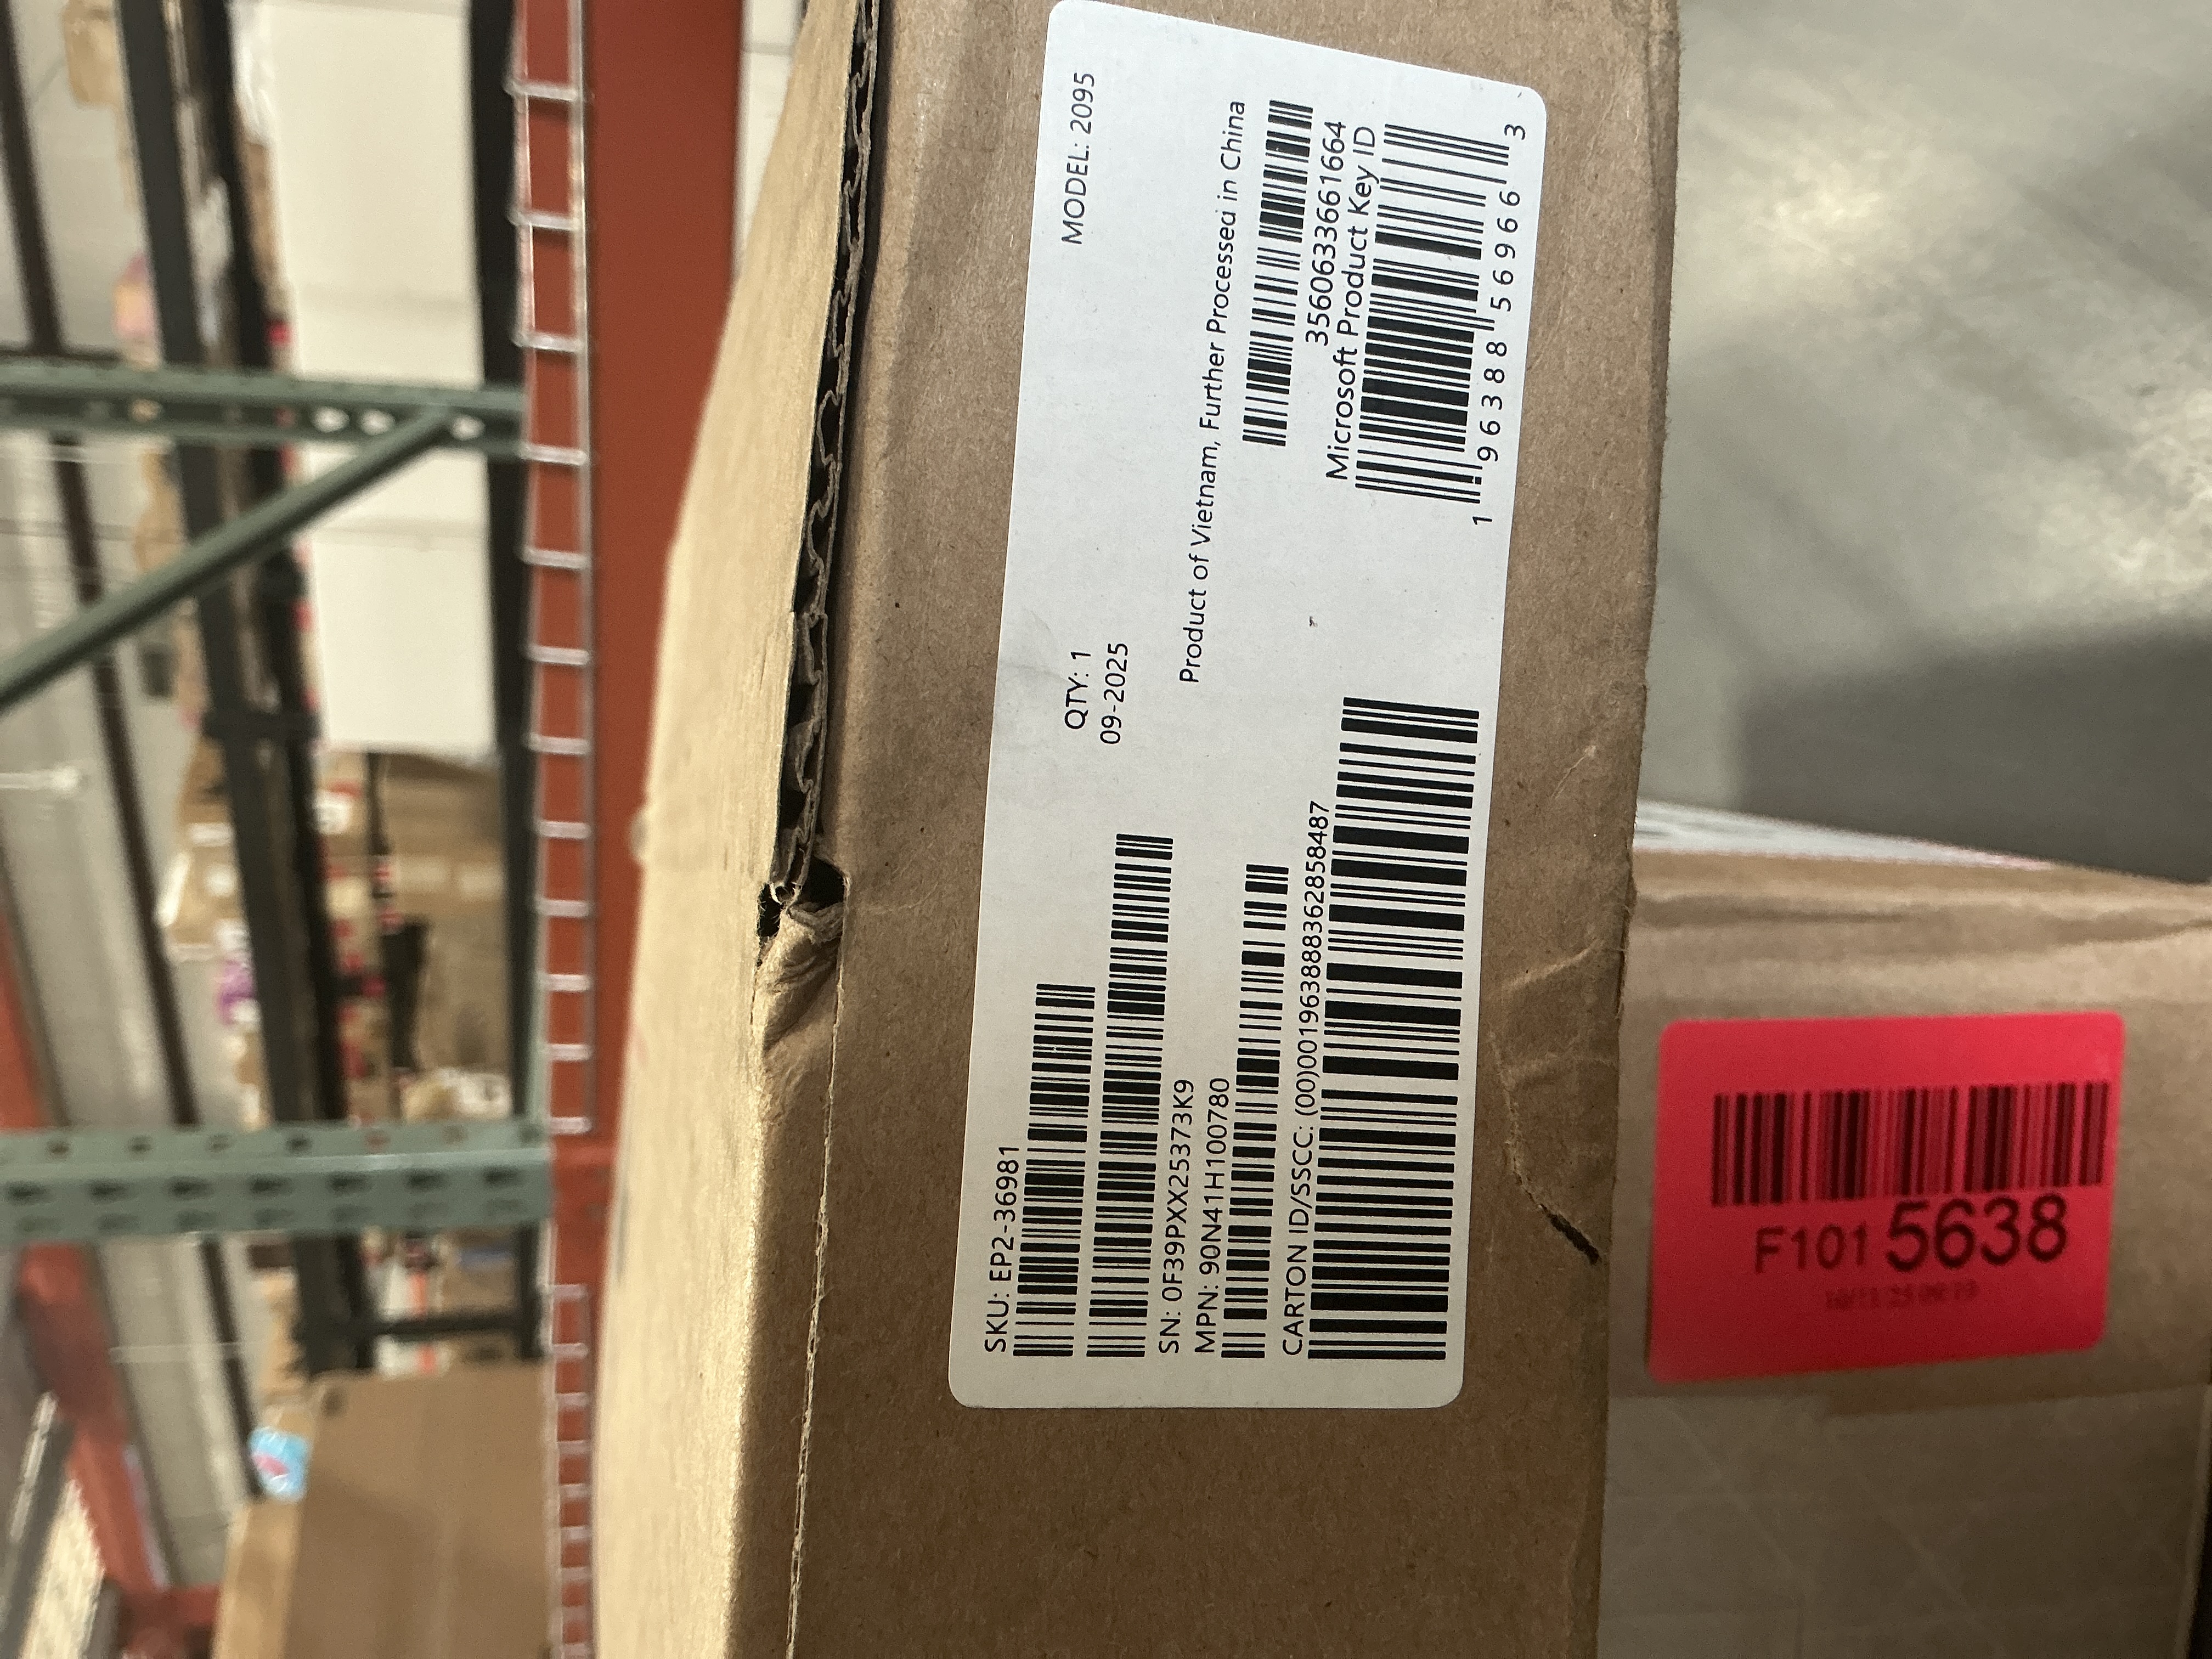 SKU: EP2-36981
QTY: 1
MODEL: 2095
09-2025
SN: 0F39PXX25373K9
MPN: 90N41H100780
Product of Vietnam, Further Processed in China
3560633661664
Microsoft Product Key ID
CARTON ID/SSCC: (00)001963888362858487
1 96388 56966 3
F101 5638